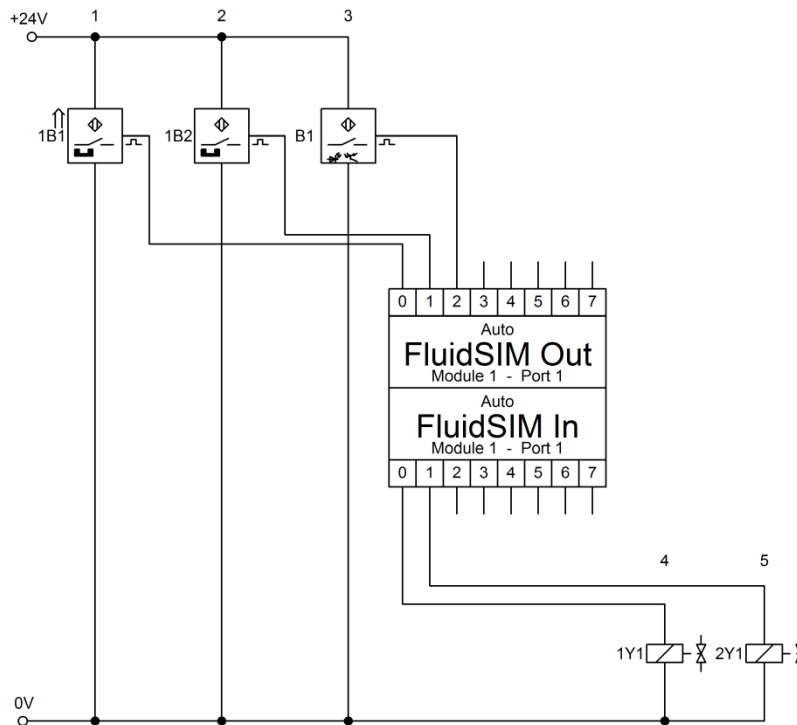 +24V 1 2 3
1B1 1B2 B1
0 1 2 3 4 5 6 7
Auto
FluidSIM Out
Module 1 - Port 1
Auto
FluidSIM In
Module 1 - Port 1
0 1 2 3 4 5 6 7
4 5
1Y1 2Y1
0V